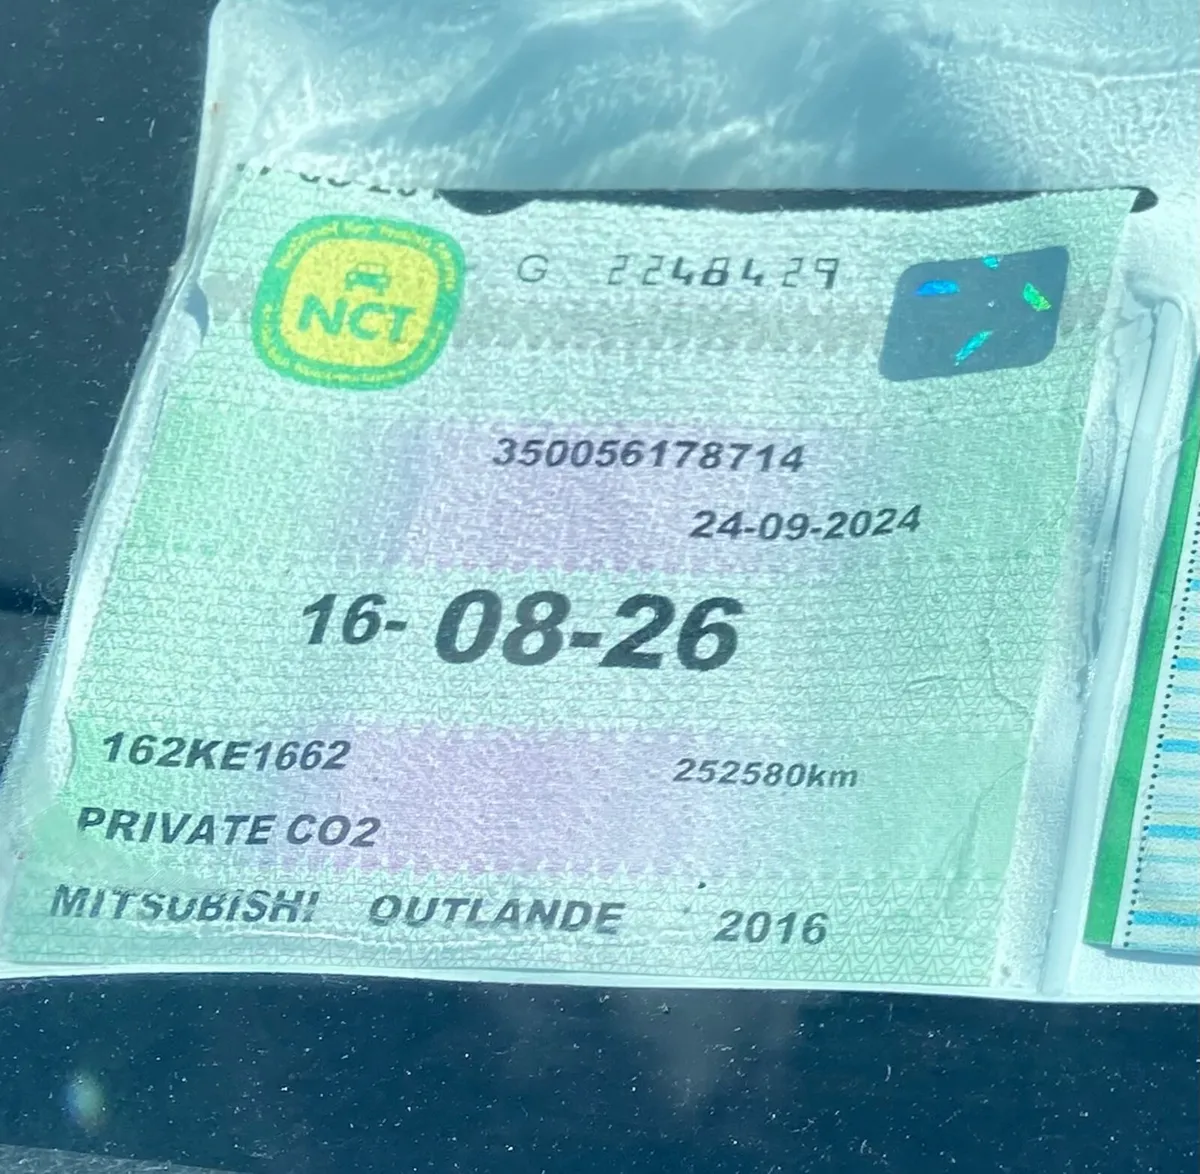 NCT
G 2248429
350056178714
24-09-2024
16-08-26
162KE1662
252580km
PRIVATE CO2
MITSUBISHI OUTLANDE 2016